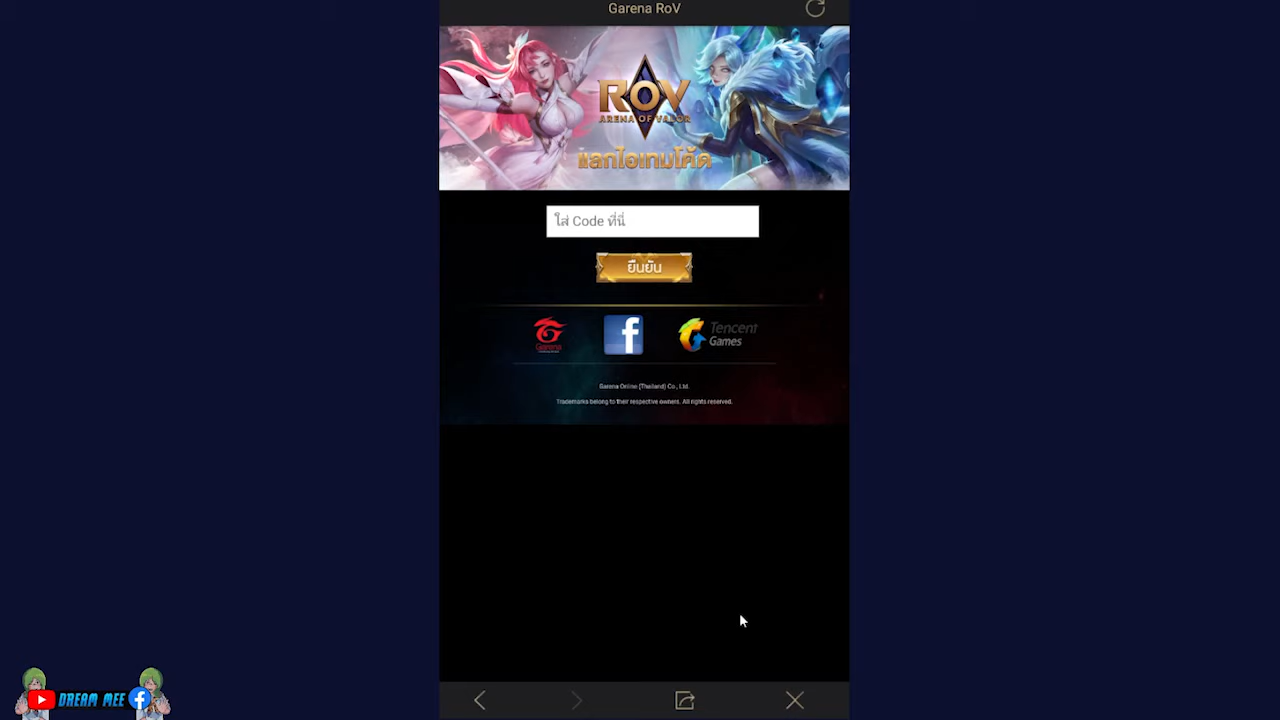 Garena RoV
ROV
ARENA OF VALOR
แลกไอเทมโค้ด
ใส่ Code ที่นี่
ยืนยัน
Garena
Tencent
Games
Garena Online (Thailand) Co., Ltd.
Trademarks belong to their respective owners. All rights reserved.
DREAM MEE